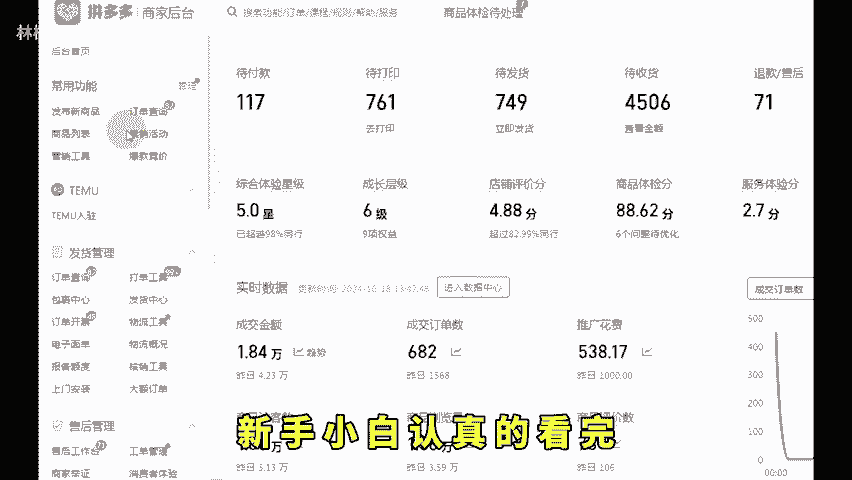 林
拼多多 | 商家后台 搜索功能/订单/课程/规则/帮助/服务 商品体检待处理
后台首页
常用功能
发布新商品 订单查询
商品列表 营销活动
营销工具 爆款竞价
TEMU
TEMU入驻
发货管理
订单查询 打单工具
包裹中心 发货中心
订单开票 物流工具
电子面单 物流概况
极速工具
上门安装 大额订单
售后管理
售后工作台 工单管理
商家举证 消费者体验
待付款 待打印 待发货 待收货 退款/售后
117 761 749 4506 71
去打印 立即发货 查看全额
综合体验星级 成长层级 店铺评价分 商品体检分 服务体验分
5.0 星 6 级 4.88 分 88.62 分 2.7 分
已超过98%同行 9项权益 超过82.99%同行 6个问题待优化
实时数据 更新时间 进入数据中心 成交订单数
成交金额 成交订单数 推广花费
1.84 万 趋势 682 538.17
昨日 4.23 万 昨日 1568 昨日 1000.00
新手小白认真的看完
昨日 5.13 万 昨日 3.59 万 昨日 106
500
400
300
200
100
0
00:00